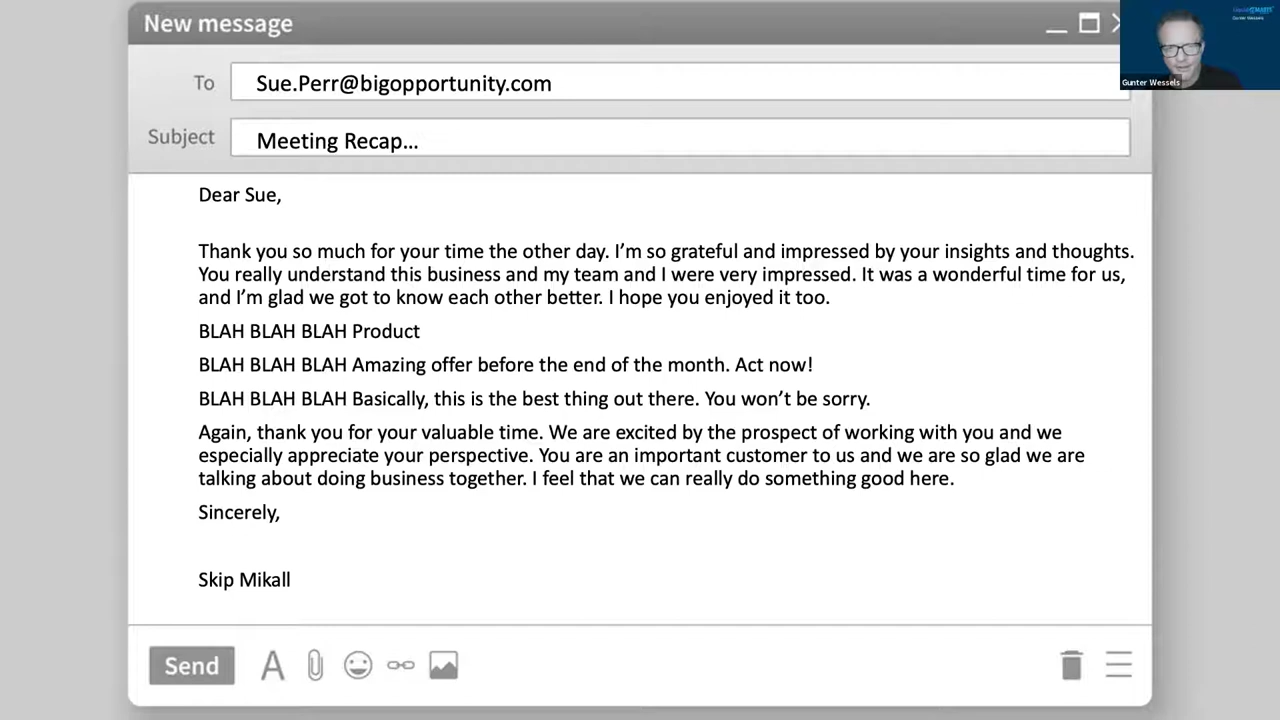 New message
To
Sue.Perr@bigopportunity.com
Subject
Meeting Recap...
Dear Sue,
Thank you so much for your time the other day. I’m so grateful and impressed by your insights and thoughts.
You really understand this business and my team and I were very impressed. It was a wonderful time for us,
and I’m glad we got to know each other better. I hope you enjoyed it too.
BLAH BLAH BLAH Product
BLAH BLAH BLAH Amazing offer before the end of the month. Act now!
BLAH BLAH BLAH Basically, this is the best thing out there. You won’t be sorry.
Again, thank you for your valuable time. We are excited by the prospect of working with you and we
especially appreciate your perspective. You are an important customer to us and we are so glad we are
talking about doing business together. I feel that we can really do something good here.
Sincerely,
Skip Mikall
Send
A
Gunter Wessels
Gunter Wessels